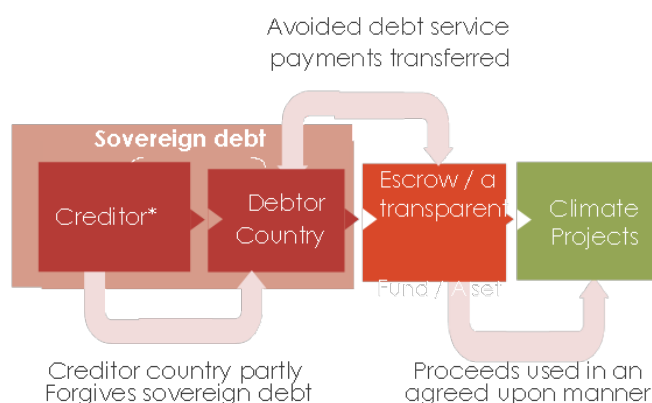 Avoided debt service
payments transferred
Sovereign debt
Creditor*
Debtor
Country
Escrow / a
transparent
Fund / A set
Climate
Projects
Creditor country partly
Forgives sovereign debt
Proceeds used in an
agreed upon manner